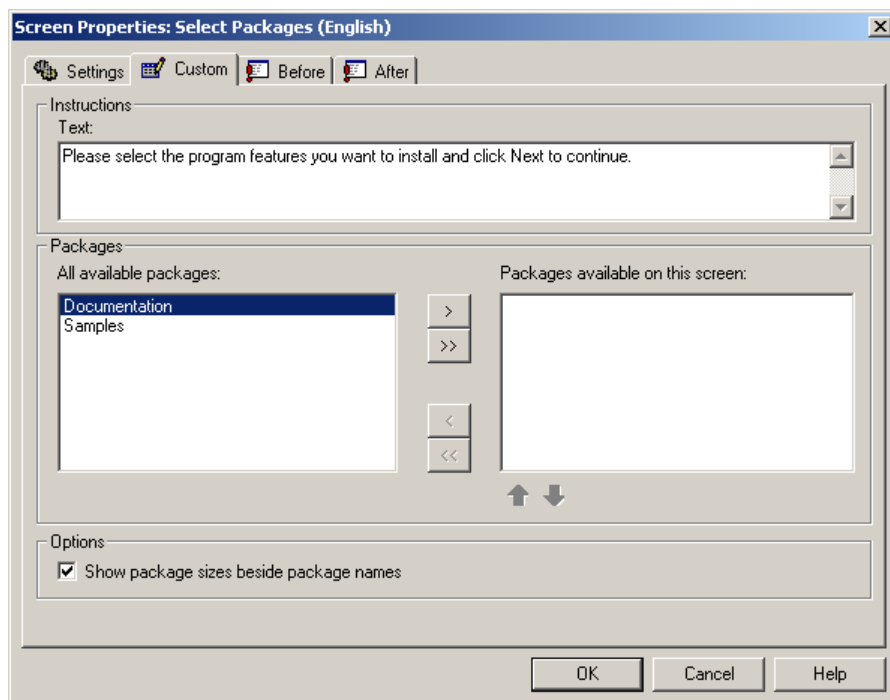 Screen Properties: Select Packages (English)
Settings Custom Before After
Instructions
Text:
Please select the program features you want to install and click Next to continue.
Packages
All available packages: Packages available on this screen:
Documentation >
Samples
>>
<
<<
Options
Show package sizes beside package names
OK Cancel Help